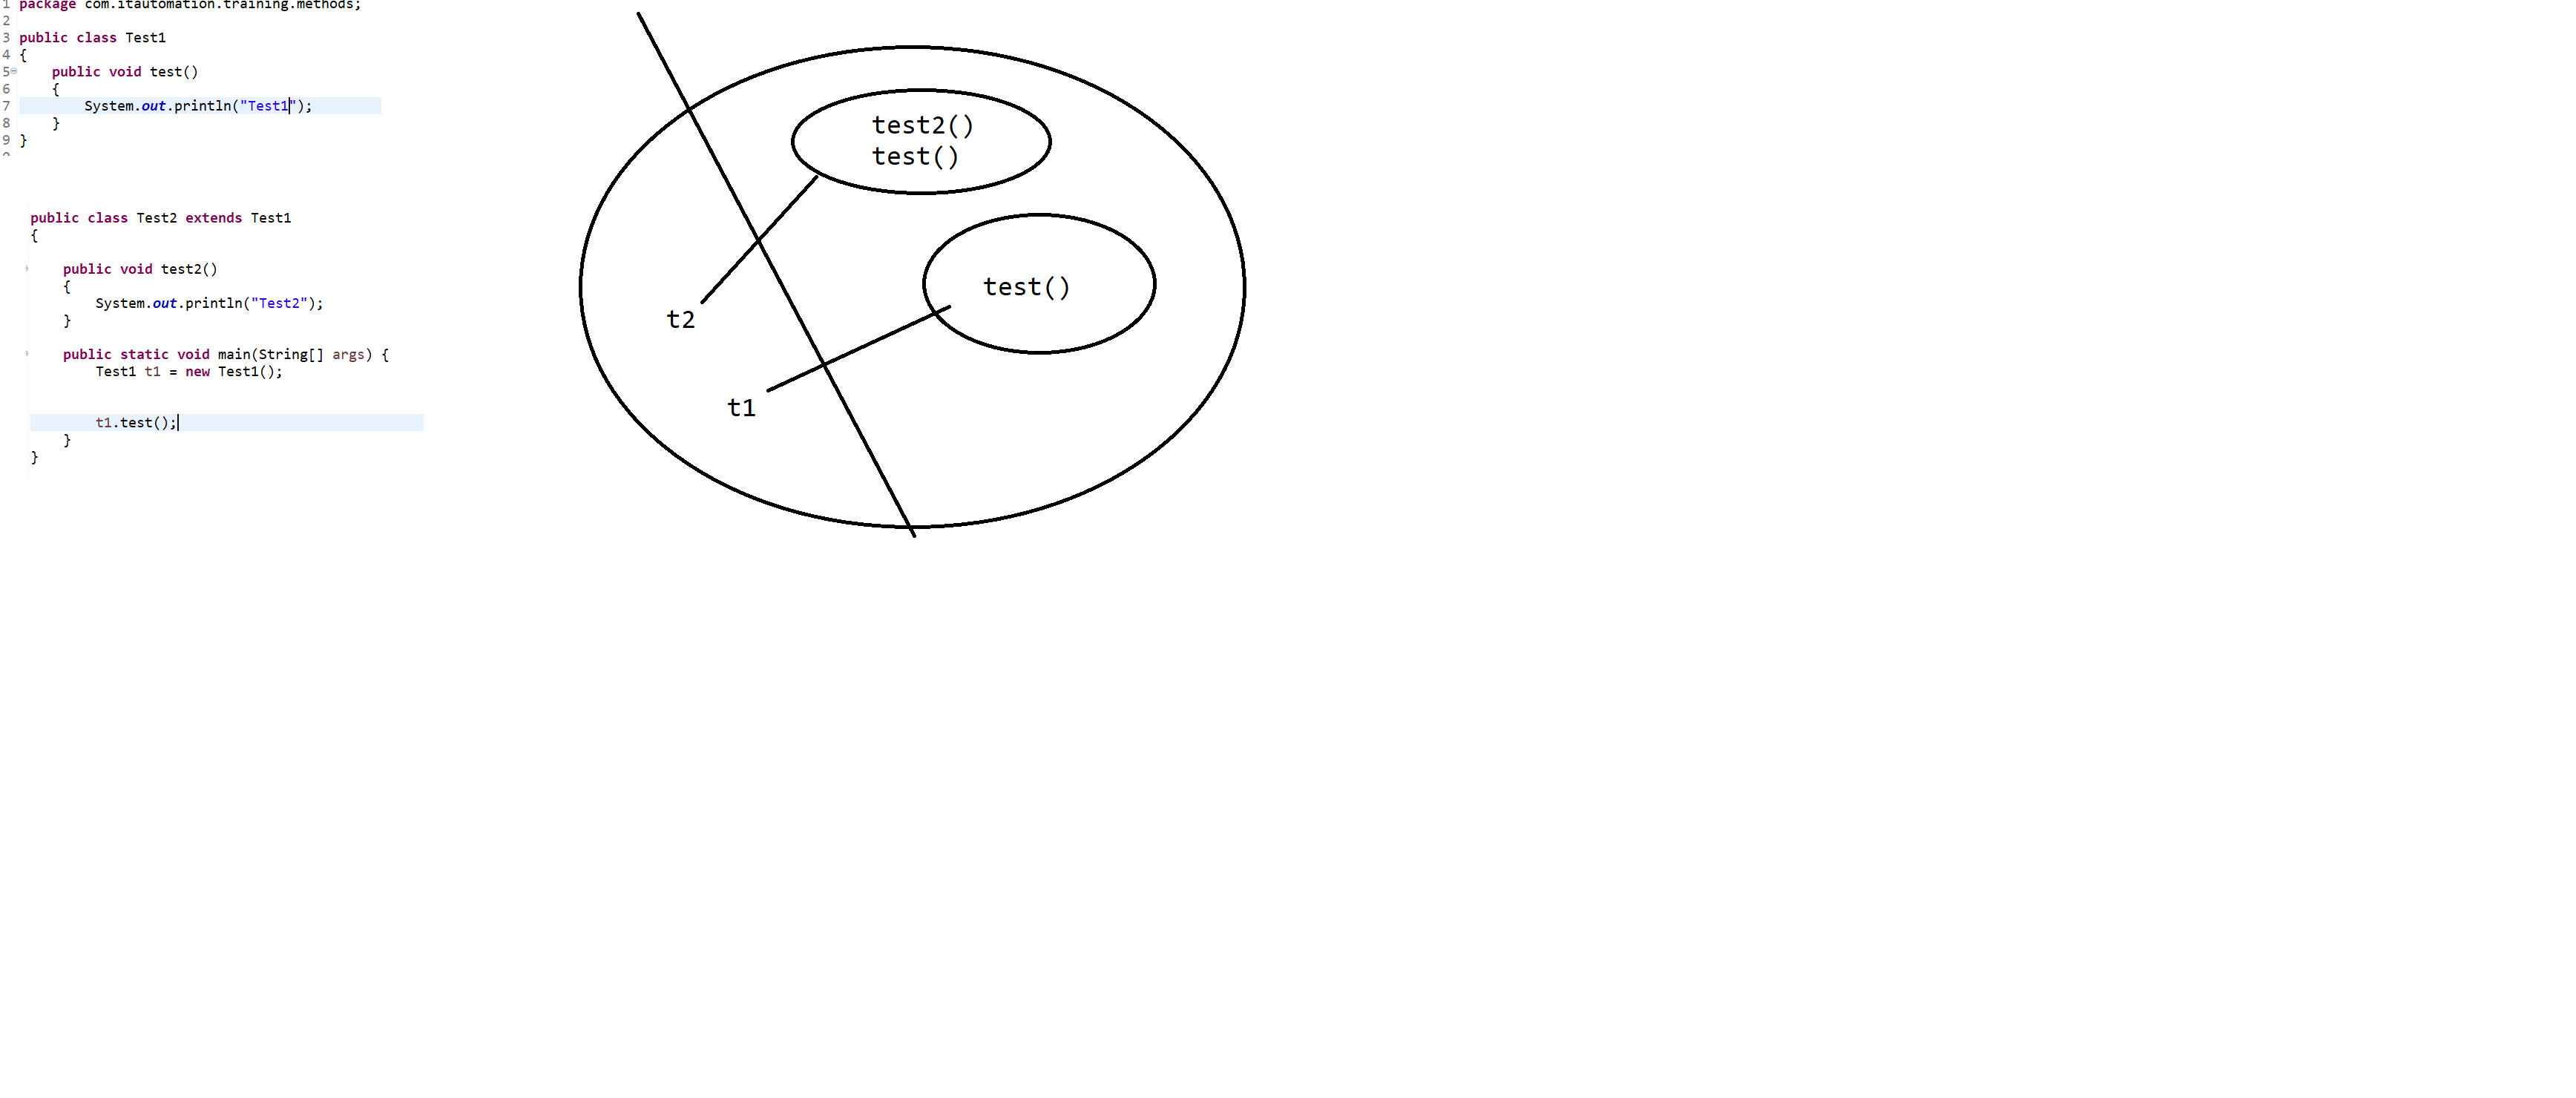 1 package com.itautomation.training.methods;
2
3 public class Test1
4 {
5 public void test()
6 {
7 System.out.println("Test1");
8 }
9 }
public class Test2 extends Test1
{
public void test2()
{
System.out.println("Test2");
}
public static void main(String[] args) {
Test1 t1 = new Test1();
t1.test();
}
}
test2()
test()
test()
t2
t1